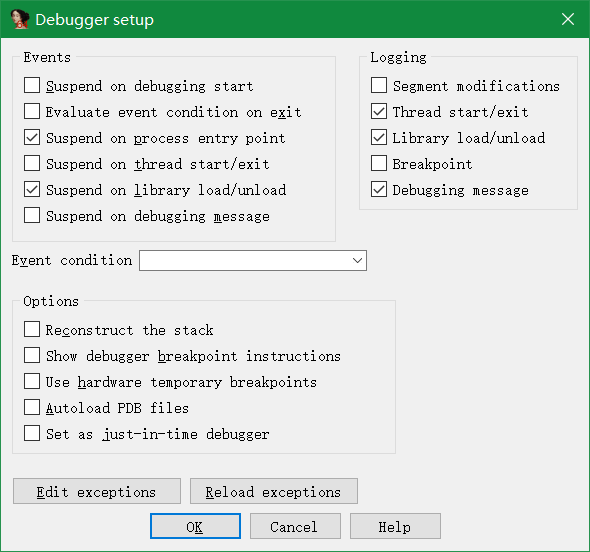 Debugger setup
Events
Suspend on debugging start
Evaluate event condition on exit
Suspend on process entry point
Suspend on thread start/exit
Suspend on library load/unload
Suspend on debugging message
Logging
Segment modifications
Thread start/exit
Library load/unload
Breakpoint
Debugging message
Event condition
Options
Reconstruct the stack
Show debugger breakpoint instructions
Use hardware temporary breakpoints
Autoload PDB files
Set as just-in-time debugger
Edit exceptions Reload exceptions
OK Cancel Help